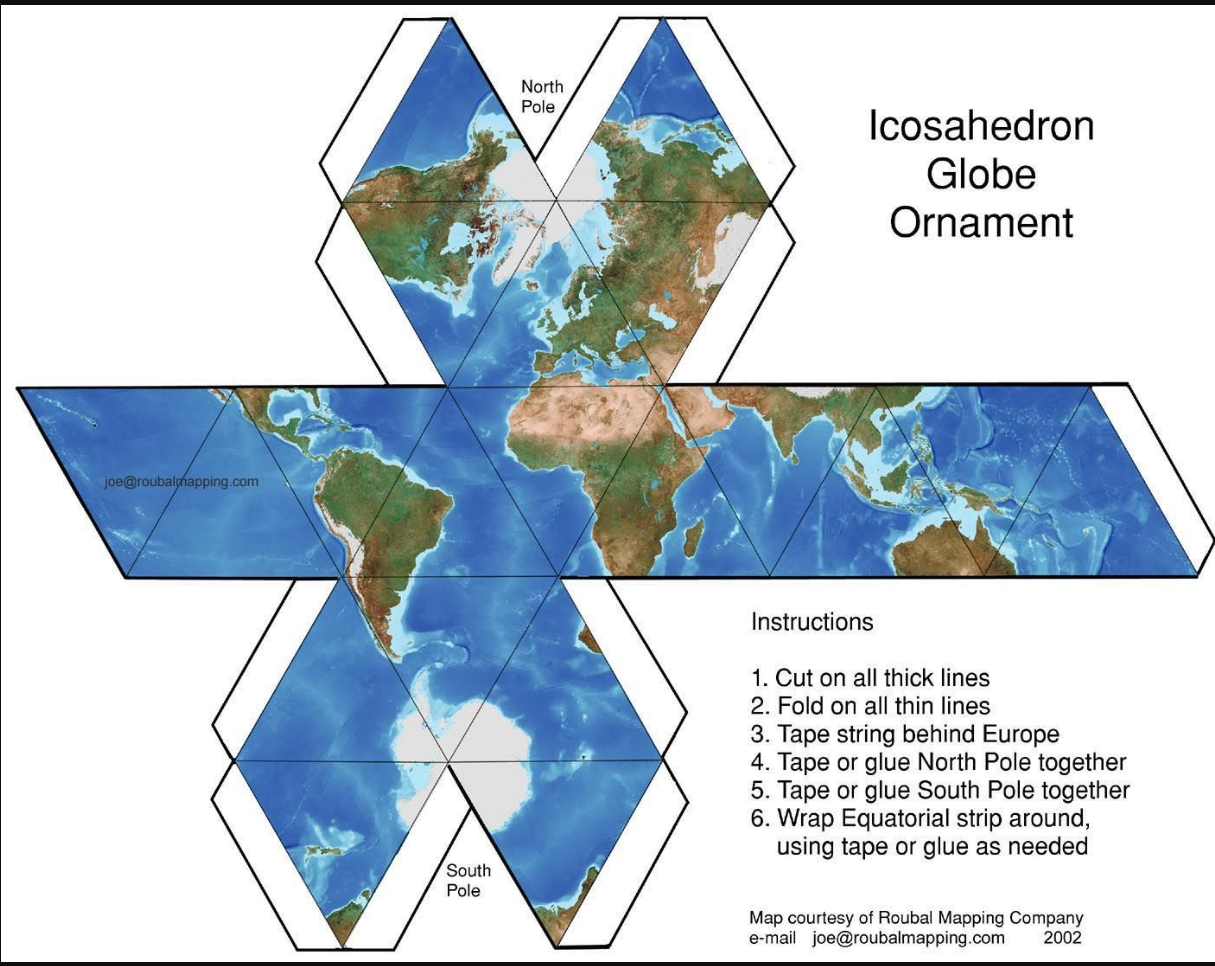 North
Pole
Icosahedron
Globe
Ornament
joe@roubalmapping.com
Instructions
1. Cut on all thick lines
2. Fold on all thin lines
3. Tape string behind Europe
4. Tape or glue North Pole together
5. Tape or glue South Pole together
6. Wrap Equatorial strip around,
using tape or glue as needed
South
Pole
Map courtesy of Roubal Mapping Company
e-mail joe@roubalmapping.com 2002